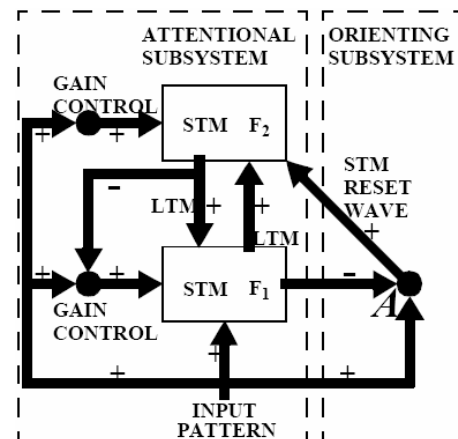 ATTENTIONAL
SUBSYSTEM
ORIENTING
SUBSYSTEM
GAIN
CONTROL
+
+
STM F₂
-
LTM
+
+
LTM
STM
RESET
WAVE
+
+
+
GAIN
CONTROL
STM F₁
-
A
+
+
+
+
INPUT
PATTERN